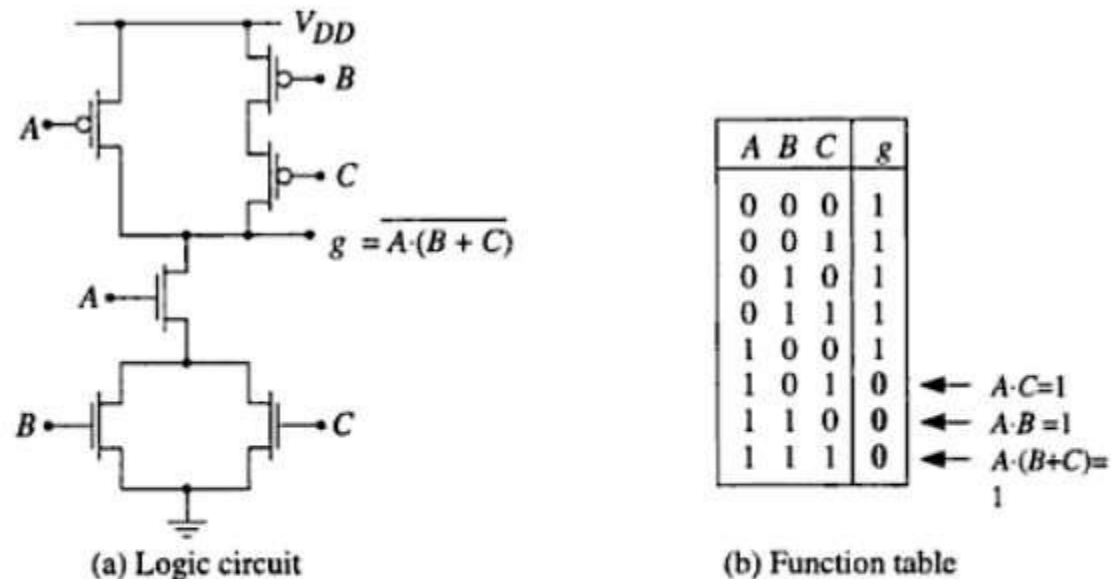 V_DD
B
A
C
g = \overline{A·(B + C)}
A
B
C
(a) Logic circuit
A B C g
0 0 0 1
0 0 1 1
0 1 0 1
0 1 1 1
1 0 0 1
1 0 1 0 A·C=1
1 1 0 0 A·B =1
1 1 1 0 A·(B+C)=
1
(b) Function table